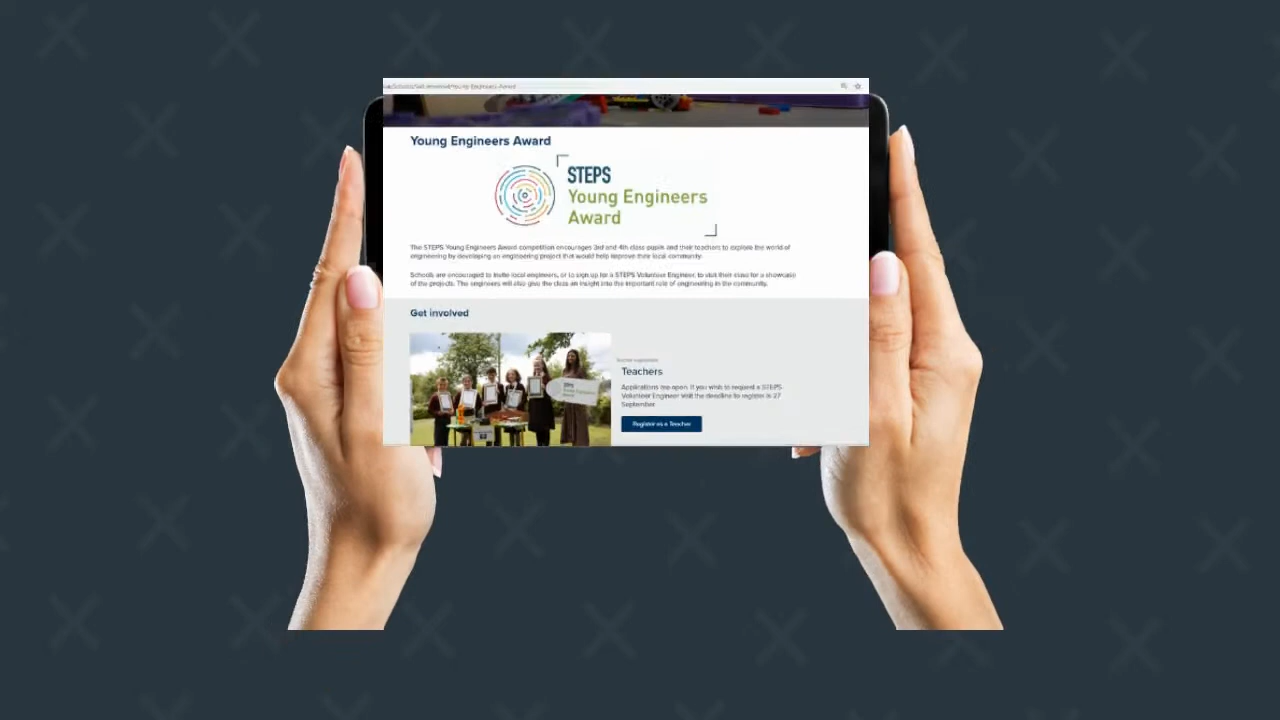 Young Engineers Award
STEPS
Young Engineers
Award
The STEPS Young Engineers Award competition encourages 3rd and 4th class pupils and their teachers to explore the world of
engineering by developing an engineering project that would help improve their local community.
Schools are encouraged to invite local engineers, or to sign up for a STEPS Volunteer Engineer, to visit their class for a showcase
of the projects. The engineers will also give the class an insight into the important role of engineering in the community.
Get involved
Teacher registration
Teachers
Applications are open. If you wish to request a STEPS
Volunteer Engineer visit the deadline to register is 27
September
Register as a Teacher